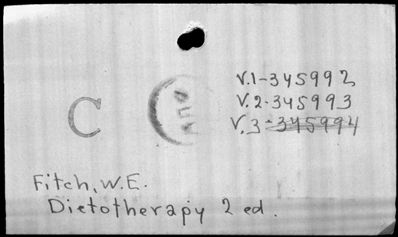 V.1-345992
V.2-345993
C
V.3-345994
Fitch, W.E.
Dietotherapy 2 ed.